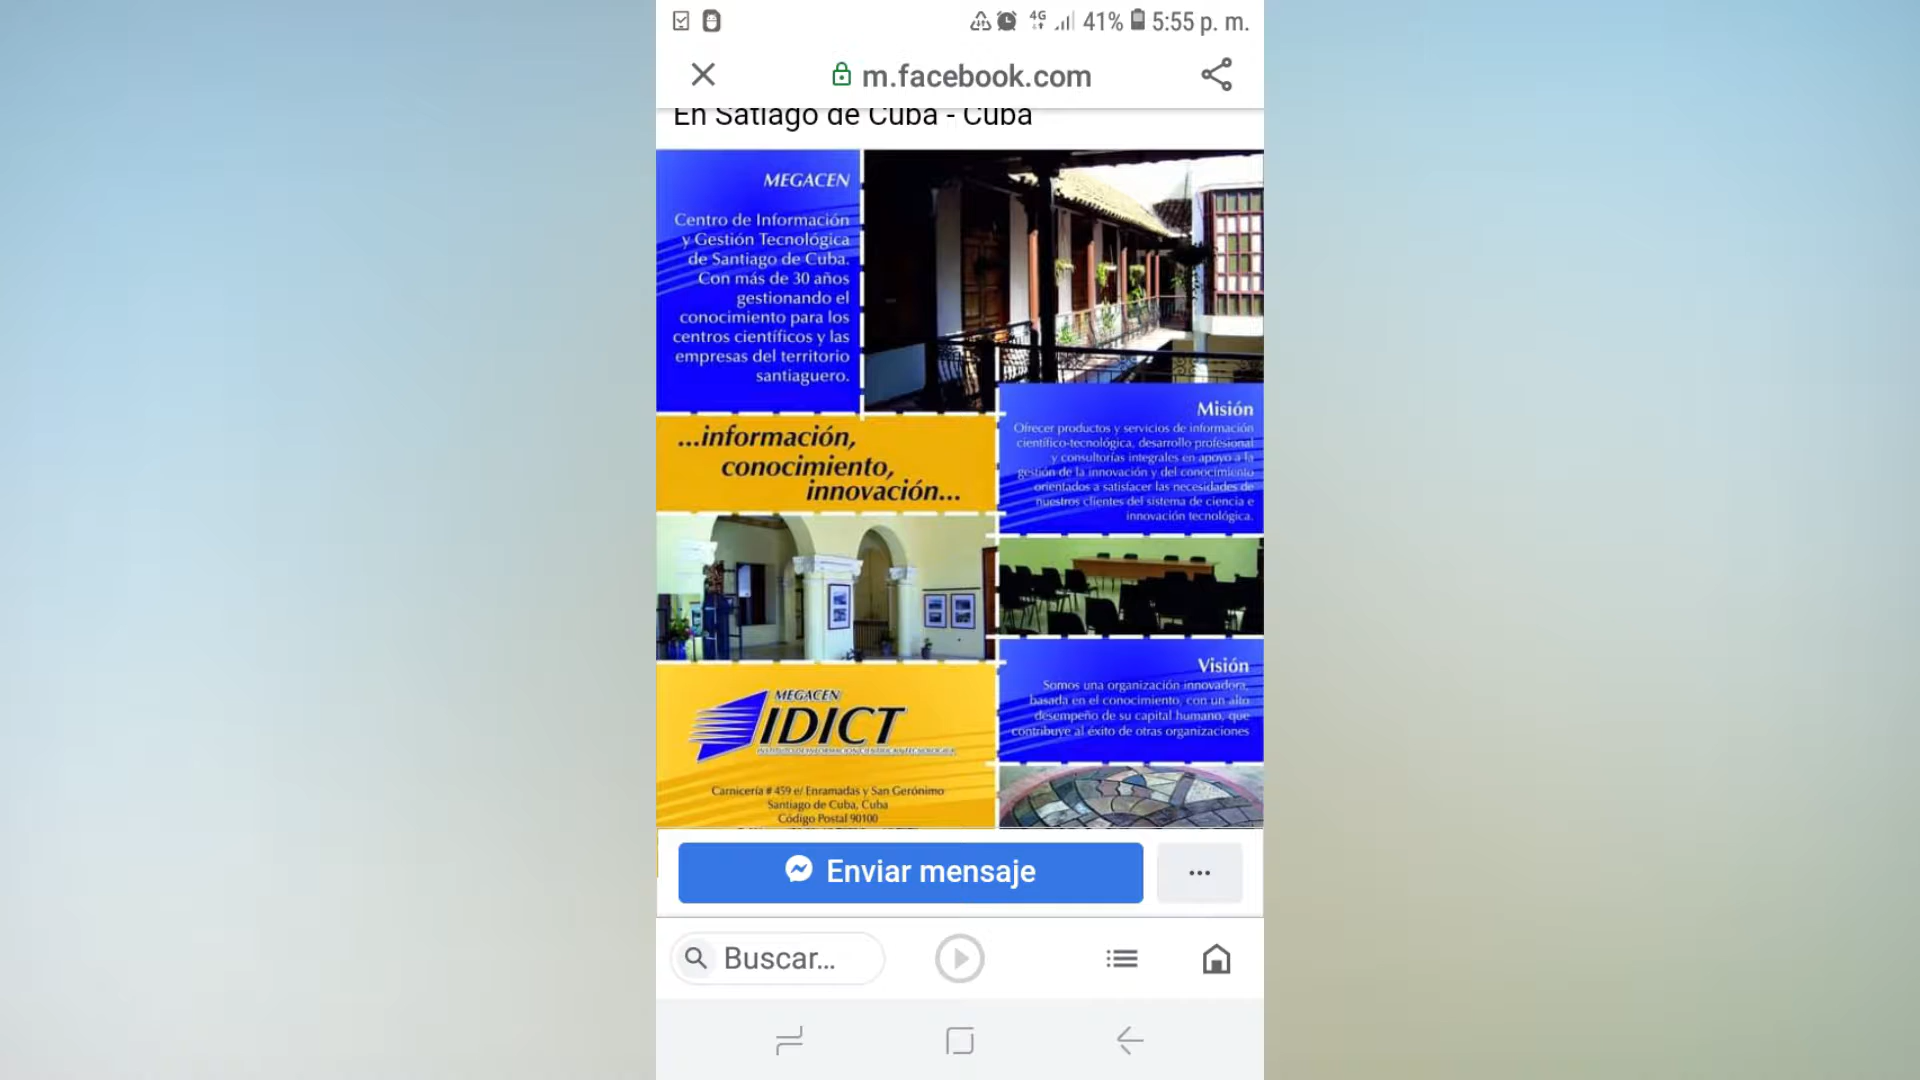 4G 41% 5:55 p. m.
m.facebook.com
En Satiago de Cuba - Cuba
MEGACEN
Centro de Información
y Gestión Tecnológica
de Santiago de Cuba.
Con más de 30 años
gestionando el
conocimiento para los
centros científicos y las
empresas del territorio
santiaguero.
...información,
conocimiento,
innovación...
Misión
Ofrecer productos y servicios de información
científico-tecnológica, desarrollo profesional
y consultorías integrales en apoyo a la
gestión de la innovación y del conocimiento
orientados a satisfacer las necesidades de
nuestros clientes del sistema de ciencia e
innovación tecnológica.
Visión
Somos una organización innovadora,
basada en el conocimiento, con un alto
desempeño de su capital humano, que
contribuye al éxito de otras organizaciones
MEGACEN
IDICT
INSTITUTO DE INFORMACIÓN CIENTÍFICA Y TECNOLÓGICA
Carnicería # 459 e/ Enramadas y San Gerónimo
Santiago de Cuba, Cuba
Código Postal 90100
Enviar mensaje
Buscar...